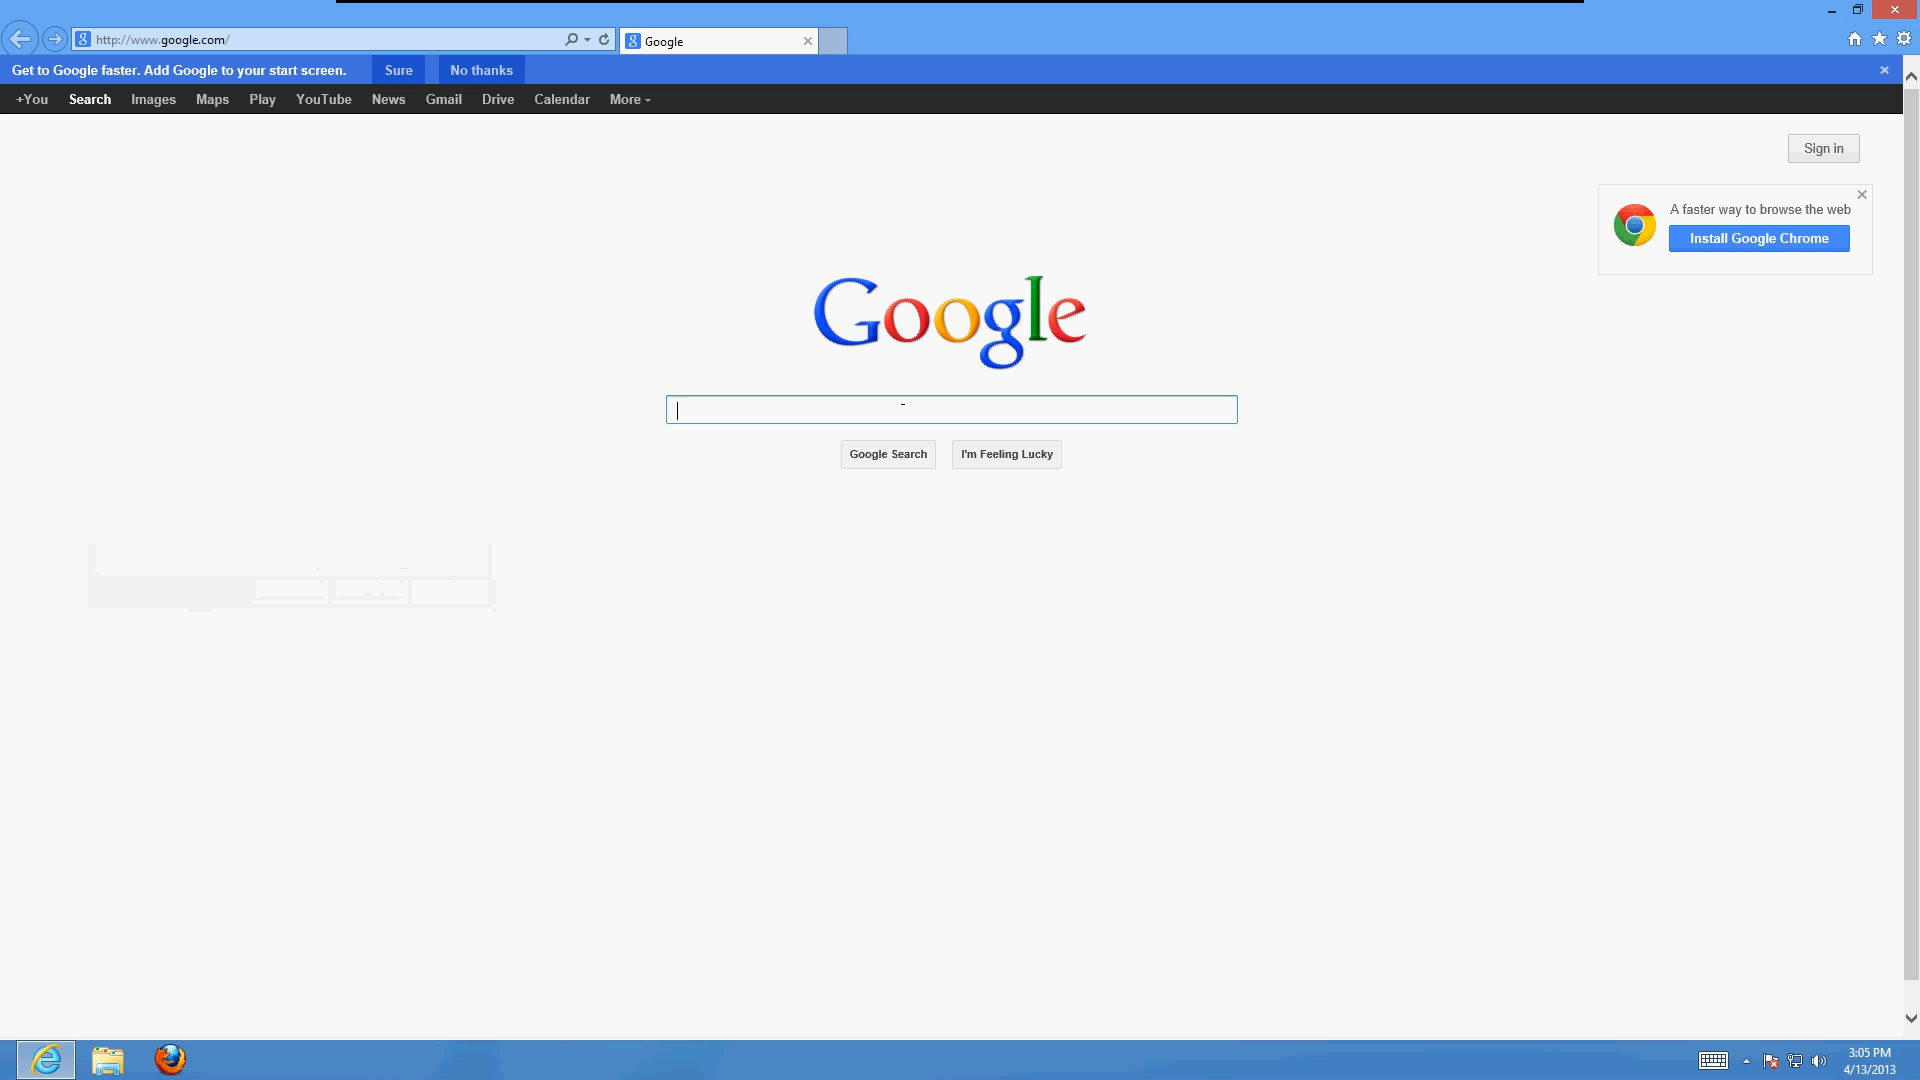 http://www.google.com/
Google
Get to Google faster. Add Google to your start screen. Sure No thanks
+You Search Images Maps Play YouTube News Gmail Drive Calendar More
Sign in
A faster way to browse the web
Install Google Chrome
Google
Google Search I'm Feeling Lucky
3:05 PM
4/13/2013